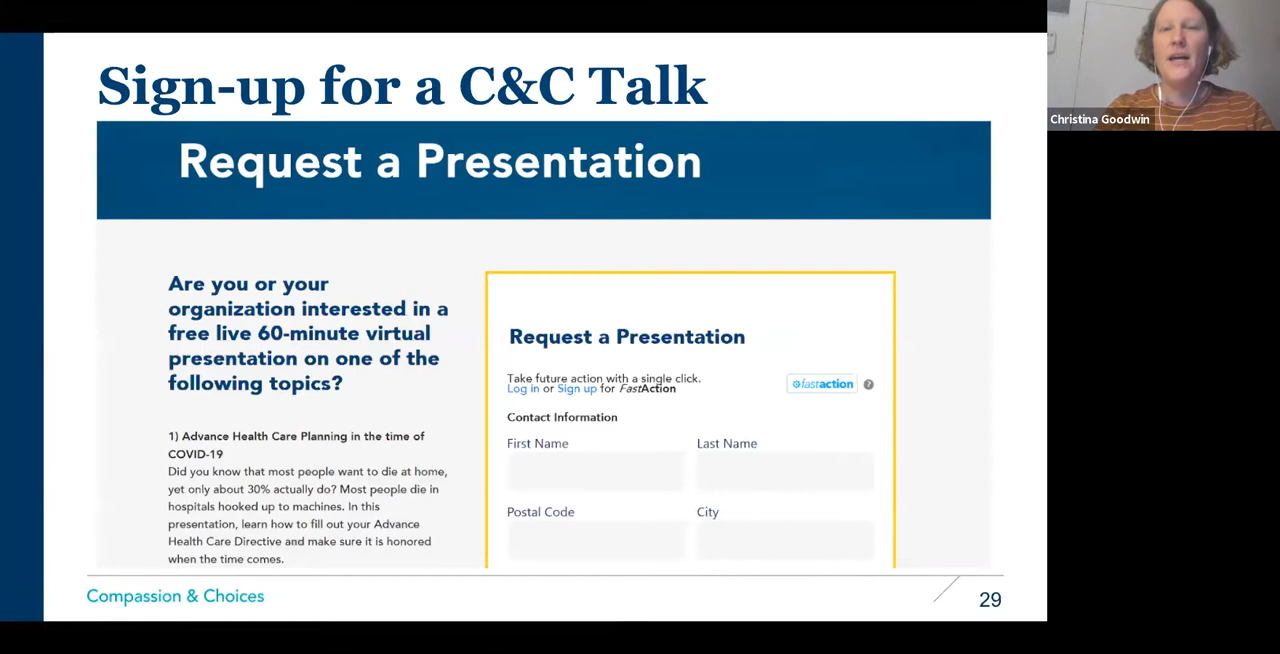 Sign-up for a C&C Talk
Christina Goodwin
Request a Presentation
Are you or your
organization interested in a
free live 60-minute virtual
presentation on one of the
following topics?
1) Advance Health Care Planning in the time of
COVID-19
Did you know that most people want to die at home,
yet only about 30% actually do? Most people die in
hospitals hooked up to machines. In this
presentation, learn how to fill out your Advance
Health Care Directive and make sure it is honored
when the time comes.
Request a Presentation
Take future action with a single click.
Log in or Sign up for FastAction
fastaction ?
Contact Information
First Name Last Name
Postal Code City
Compassion & Choices
29